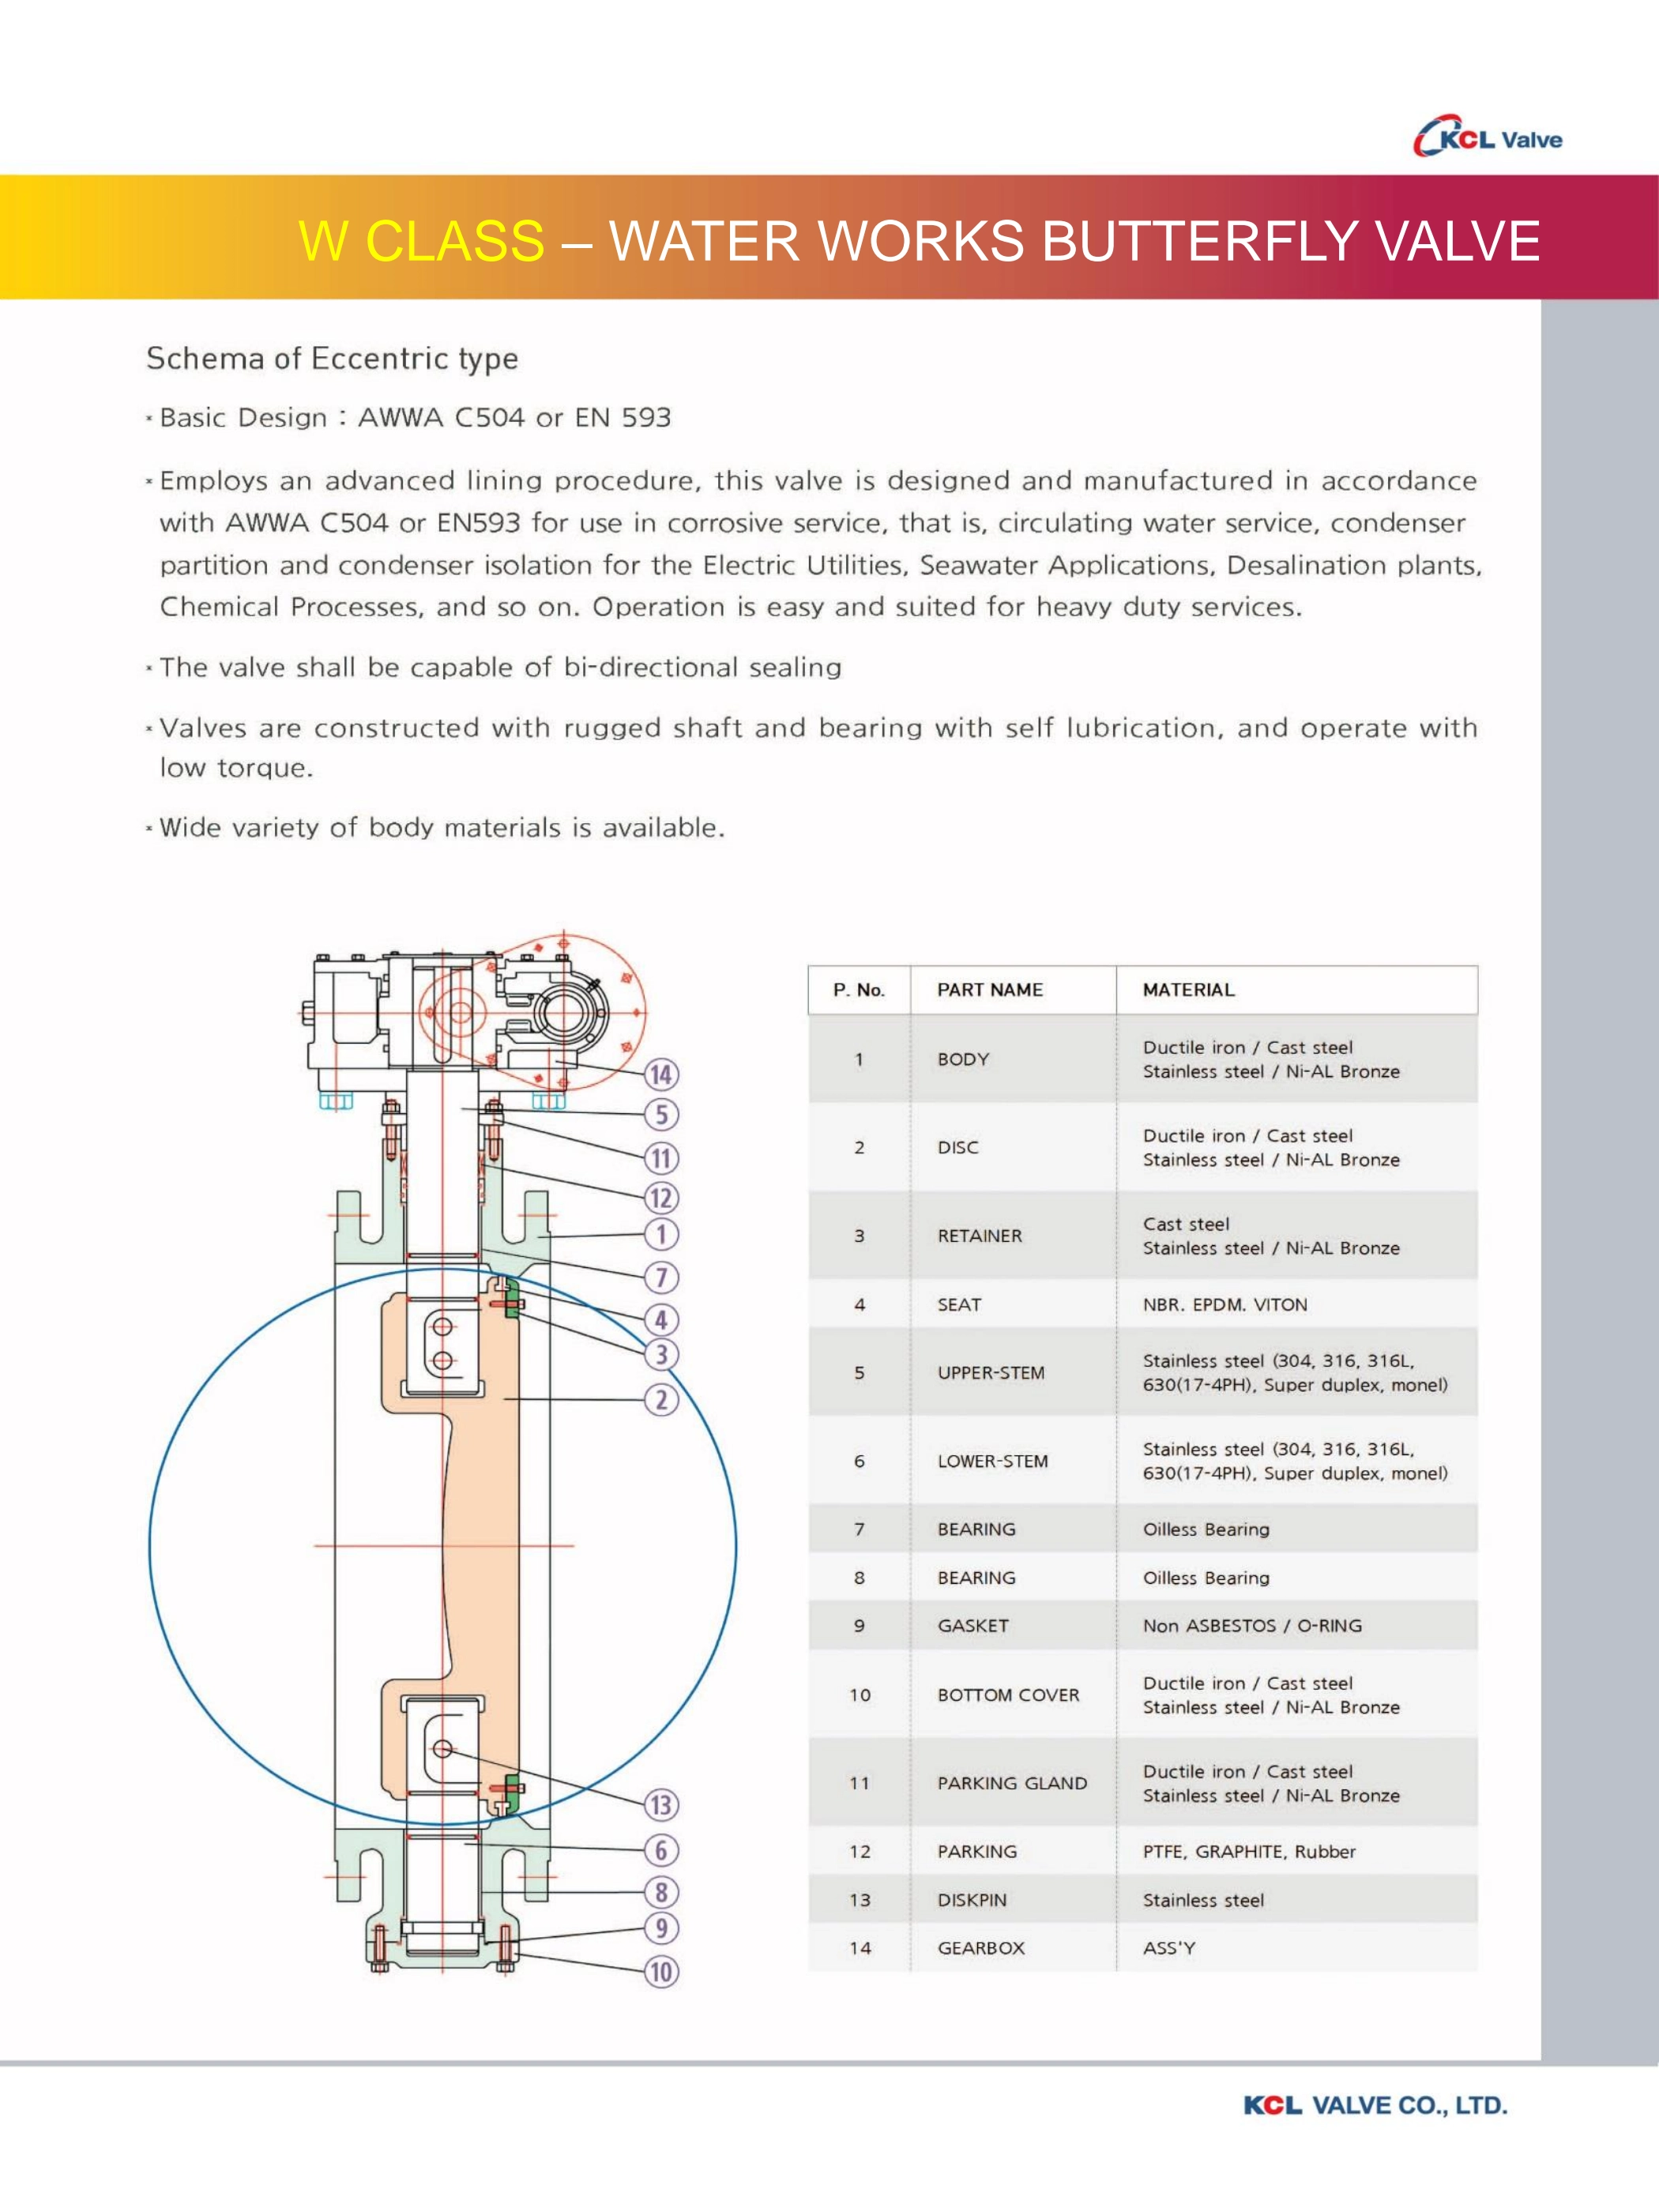 KCL Valve
W CLASS – WATER WORKS BUTTERFLY VALVE
Schema of Eccentric type
* Basic Design : AWWA C504 or EN 593
* Employs an advanced lining procedure, this valve is designed and manufactured in accordance
with AWWA C504 or EN593 for use in corrosive service, that is, circulating water service, condenser
partition and condenser isolation for the Electric Utilities, Seawater Applications, Desalination plants,
Chemical Processes, and so on. Operation is easy and suited for heavy duty services.
* The valve shall be capable of bi-directional sealing
* Valves are constructed with rugged shaft and bearing with self lubrication, and operate with
low torque.
* Wide variety of body materials is available.
14
5
11
12
1
7
4
3
2
13
6
8
9
10
P. No. PART NAME MATERIAL
1 BODY Ductile iron / Cast steel
Stainless steel / Ni-AL Bronze
2 DISC Ductile iron / Cast steel
Stainless steel / Ni-AL Bronze
3 RETAINER Cast steel
Stainless steel / Ni-AL Bronze
4 SEAT NBR. EPDM. VITON
5 UPPER-STEM Stainless steel (304, 316, 316L,
630(17-4PH), Super duplex, monel)
6 LOWER-STEM Stainless steel (304, 316, 316L,
630(17-4PH), Super duplex, monel)
7 BEARING Oilless Bearing
8 BEARING Oilless Bearing
9 GASKET Non ASBESTOS / O-RING
10 BOTTOM COVER Ductile iron / Cast steel
Stainless steel / Ni-AL Bronze
11 PARKING GLAND Ductile iron / Cast steel
Stainless steel / Ni-AL Bronze
12 PARKING PTFE, GRAPHITE, Rubber
13 DISKPIN Stainless steel
14 GEARBOX ASS'Y
KCL VALVE CO., LTD.